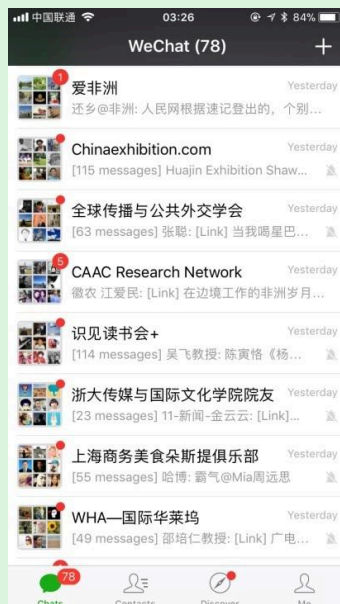 中国联通 03:26 84%
WeChat (78)
1
爱非洲 Yesterday
还乡@非洲: 人民网根据速记登出的，个别...
Chinaexhibition.com Yesterday
[115 messages] Huajin Exhibition Shaw...
全球传播与公共外交学会 Yesterday
[63 messages] 张聪: [Link] 当我喝星巴...
5
CAAC Research Network Yesterday
徽农 江爱民: [Link] 在边境工作的非洲岁月...
识见读书会+ Yesterday
[114 messages] 吴飞教授: 陈寅恪《杨...
浙大传媒与国际文化学院院友 Yesterday
[23 messages] 11-新闻-金云云: [Link]...
上海商务美食朵斯提俱乐部 Yesterday
[55 messages] 哈博: 霸气@Mia周远思
WHA—国际华莱坞 Yesterday
[49 messages] 邵培仁教授: [Link] 广电...
78
Chats Contacts Discover Me